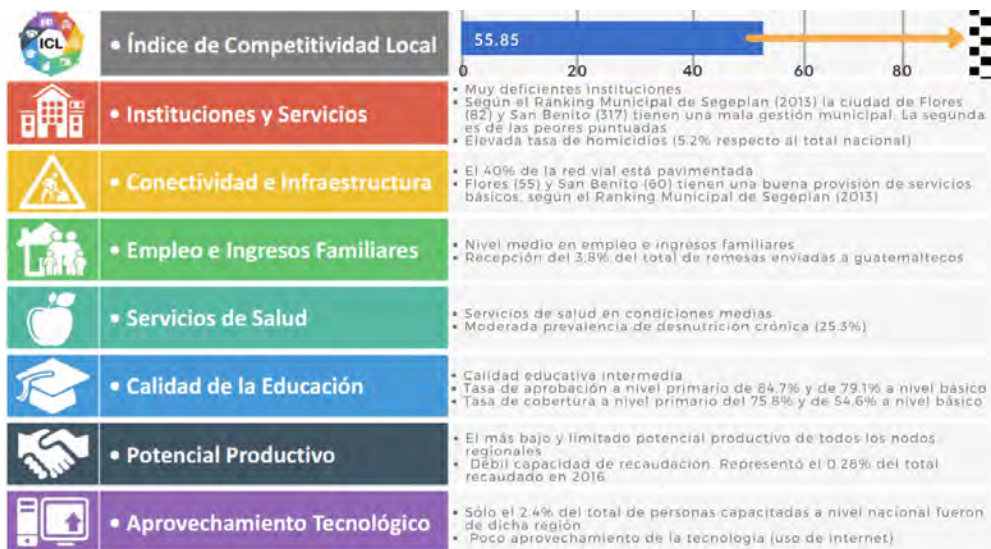 ICL
• Índice de Competitividad Local
55.85
0 20 40 60 80
• Instituciones y Servicios
• Muy deficientes instituciones
• Según el Ranking Municipal de Segeplan (2013) la ciudad de Flores
(82) y San Benito (317) tienen una mala gestión municipal. La segunda
es de las peores puntuadas
• Elevada tasa de homicidios (5.2% respecto al total nacional)
• Conectividad e Infraestructura
• El 40% de la red vial está pavimentada
• Flores (55) y San Benito (60) tienen una buena provisión de servicios
básicos, según el Ranking Municipal de Segeplan (2013)
• Empleo e Ingresos Familiares
• Nivel medio en empleo e ingresos familiares
• Recepción del 3.8% del total de remesas enviadas a guatemaltecos
• Servicios de Salud
• Servicios de salud en condiciones medias
• Moderada prevalencia de desnutrición crónica (25.3%)
• Calidad de la Educación
• Calidad educativa intermedia
• Tasa de aprobación a nivel primario de 84.7% y de 79.1% a nivel básico
• Tasa de cobertura a nivel primario del 75.8% y de 54.6% a nivel básico
• Potencial Productivo
• El más bajo y limitado potencial productivo de todos los nodos
regionales
• Débil capacidad de recaudación. Representó el 0.28% del total
recaudado en 2016
• Aprovechamiento Tecnológico
• Sólo el 2.4% del total de personas capacitadas a nivel nacional fueron
de dicha región
• Poco aprovechamiento de la tecnología (uso de internet)